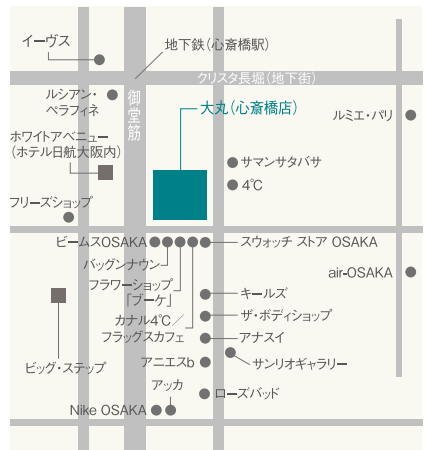 イーヴス
地下鉄(心斎橋駅)
クリスタ長堀(地下街)
ルシアン・
ペラフィネ
御堂筋
大丸(心斎橋店)
ルミエ・パリ
ホワイトアベニュー
(ホテル日航大阪内)
サマンサタバサ
4℃
フリーズショップ
ビームスOSAKA
スウォッチ ストア OSAKA
バッグンナウン
フラワーショップ
「ブーケ」
air-OSAKA
キールズ
カナル4℃／
フラッグスカフェ
ザ・ボディショップ
アナスイ
ビッグ・ステップ
アニエスb
サンリオギャラリー
アッカ
ローズバッド
Nike OSAKA